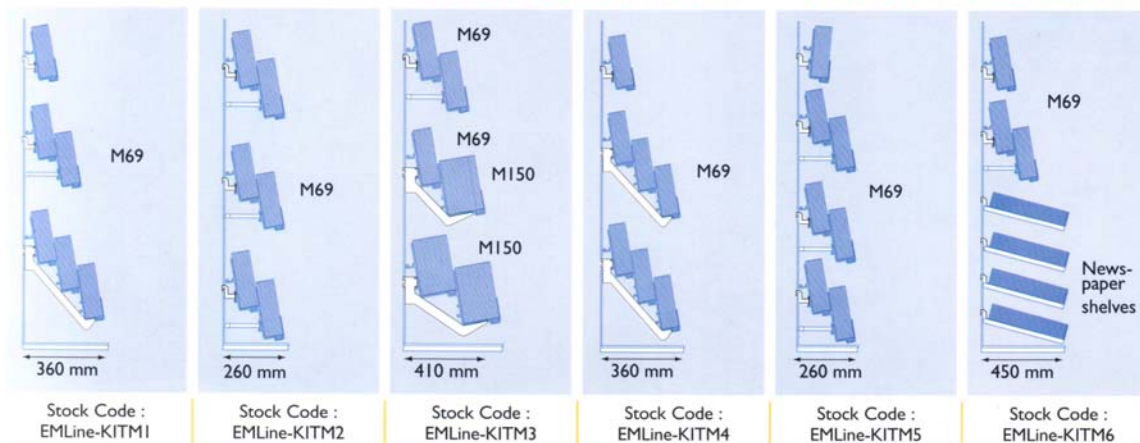 M69
360 mm
Stock Code :
EMLine-KITM1
M69
260 mm
Stock Code :
EMLine-KITM2
M69
M69
M150
M150
410 mm
Stock Code :
EMLine-KITM3
M69
360 mm
Stock Code :
EMLine-KITM4
M69
260 mm
Stock Code :
EMLine-KITM5
M69
News-
paper
shelves
450 mm
Stock Code :
EMLine-KITM6